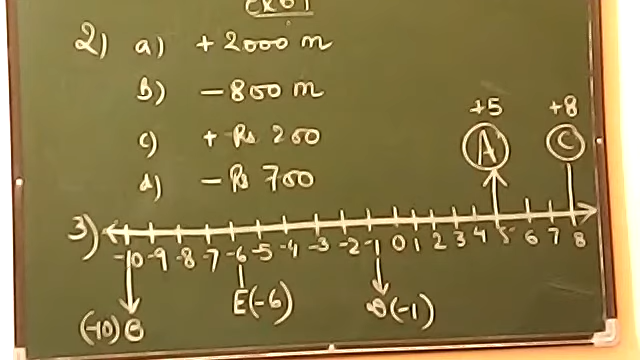 2) a) + 2000 m
b) - 800 m
c) + Rs 200
d) - Rs 700
+5 +8
A C
3) -10 -9 -8 -7 -6 -5 -4 -3 -2 -1 0 1 2 3 4 5 6 7 8
E(-6) (-1)
(-10) B